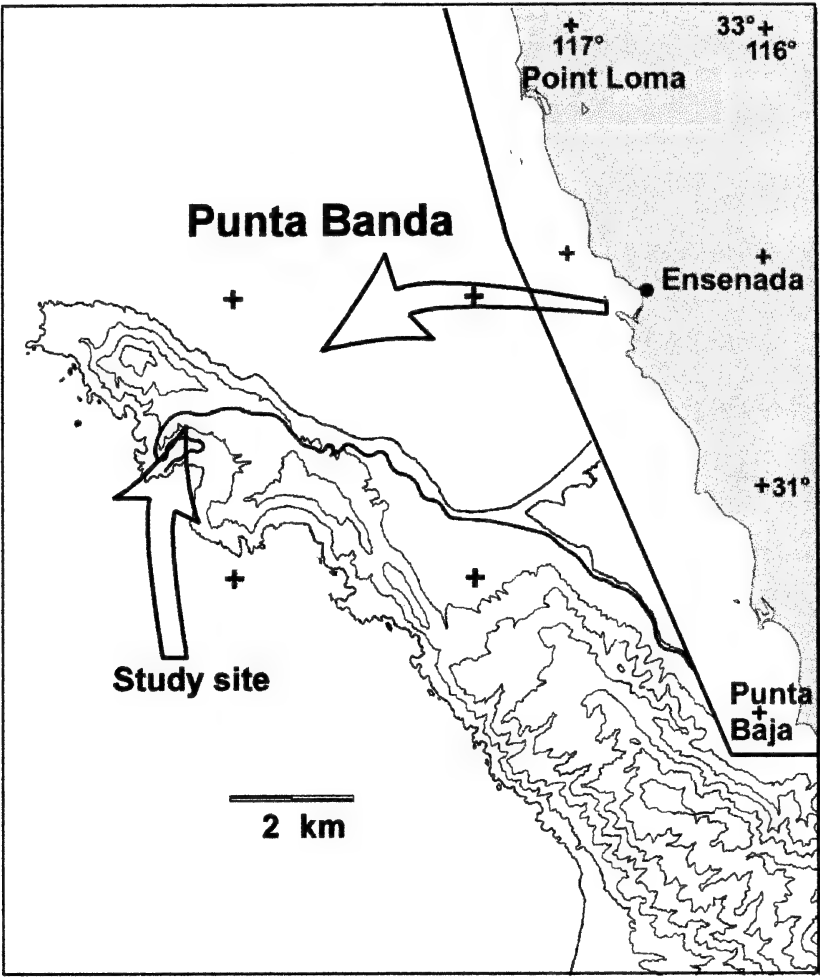 33°
117°
116°
Point Loma
Punta Banda
Ensenada
31°
Study site
Punta
Baja
2 km